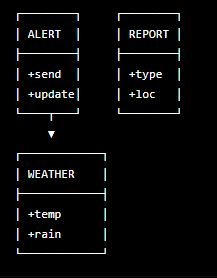 ALERT
+send
+update
REPORT
+type
+loc
WEATHER
+temp
+rain